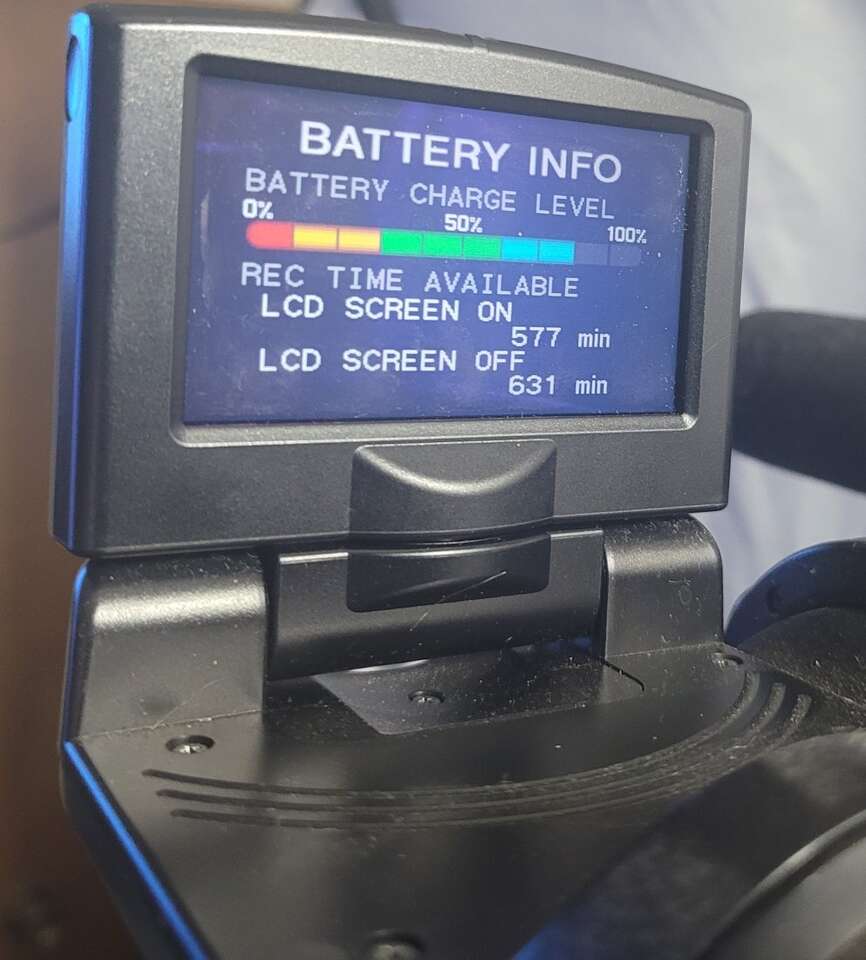 BATTERY INFO
BATTERY CHARGE LEVEL
0% 50% 100%
REC TIME AVAILABLE
LCD SCREEN ON
577 min
LCD SCREEN OFF
631 min